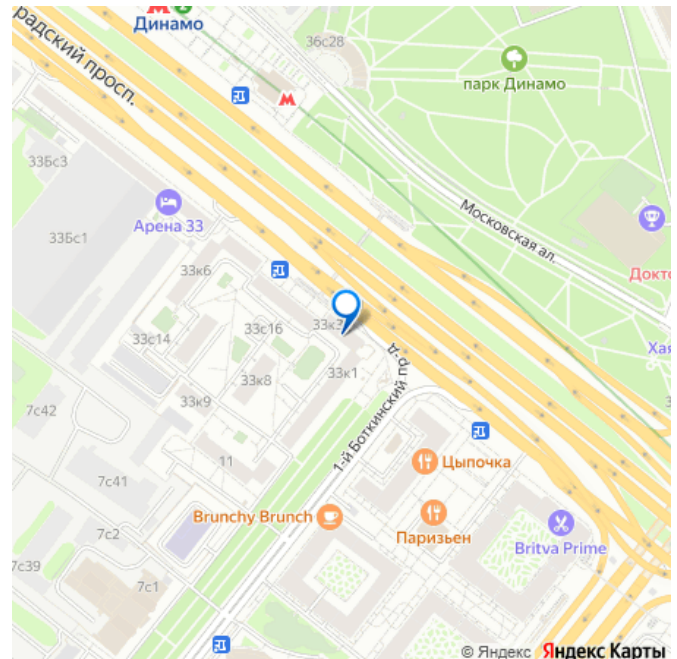 Динамо
36с28
парк Динамо
радский просп.
33Бс3
Московская ал.
Арена 33
33Бс1
Докто
33к6
33к3
33с16
33с14
р-д
Хая
33к1
33к8
33к9
7с42
1-й Боткинский пр-д
11
Цыпочка
7с41
Brunchy Brunch
Паризьен
7с2
Britva Prime
7с39
7с1
© Яндекс Яндекс Карты